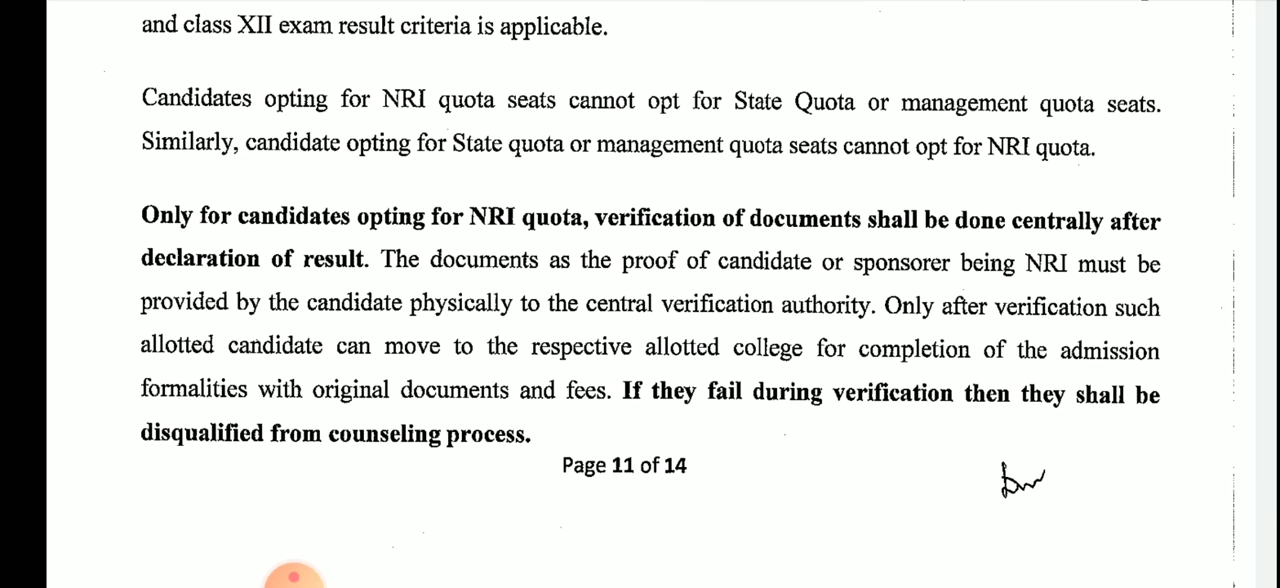 and class XII exam result criteria is applicable.
Candidates opting for NRI quota seats cannot opt for State Quota or management quota seats.
Similarly, candidate opting for State quota or management quota seats cannot opt for NRI quota.
Only for candidates opting for NRI quota, verification of documents shall be done centrally after
declaration of result. The documents as the proof of candidate or sponsorer being NRI must be
provided by the candidate physically to the central verification authority. Only after verification such
allotted candidate can move to the respective allotted college for completion of the admission
formalities with original documents and fees. If they fail during verification then they shall be
disqualified from counseling process.
Page 11 of 14